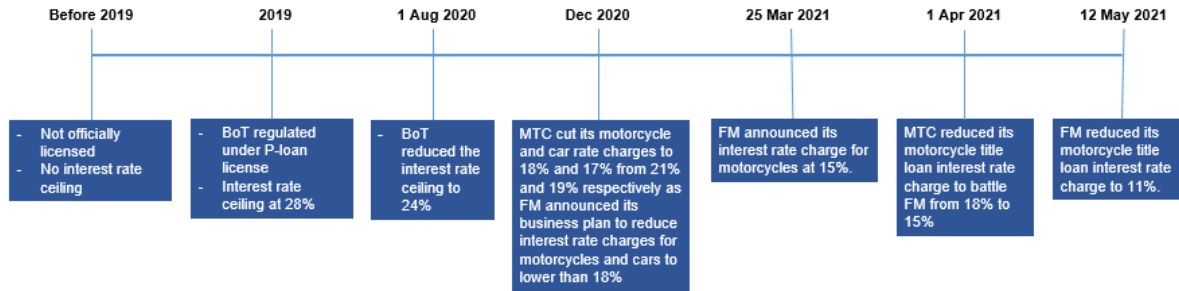 Before 2019
2019
1 Aug 2020
Dec 2020
25 Mar 2021
1 Apr 2021
12 May 2021
- Not officially
licensed
- No interest rate
ceiling
- BoT regulated
under P-loan
license
- Interest rate
ceiling at 28%
- BoT
reduced the
interest rate
ceiling to
24%
MTC cut its motorcycle
and car rate charges to
18% and 17% from 21%
and 19% respectively as
FM announced its
business plan to reduce
interest rate charges for
motorcycles and cars to
lower than 18%
FM announced its
interest rate charge for
motorcycles at 15%.
MTC reduced its
motorcycle title
loan interest rate
charge to battle
FM from 18% to
15%
FM reduced its
motorcycle title
loan interest rate
charge to 11%.